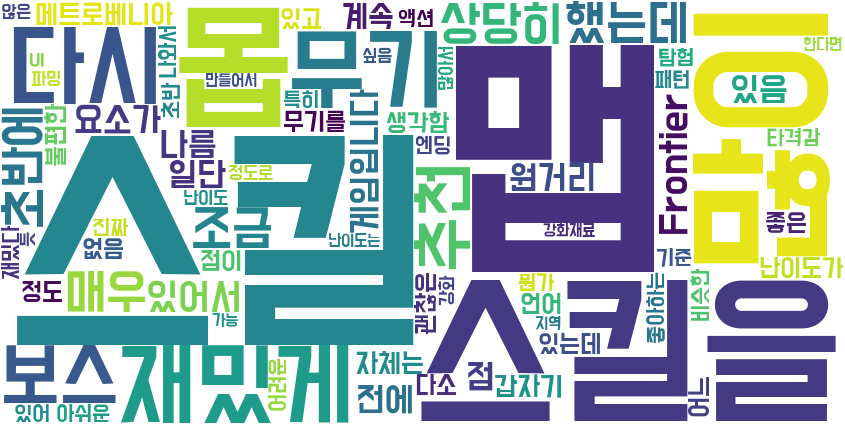 않은
메트로베니아
있고
계속
액션
상당히
했는데
다시
몹
무기
맵
이
듸
파밍
초반
나와서
만들어서
싶음
많아서
탐험
패턴
있음
한다면
초반에
불편한
요소가
특히
무기를
생각함
타격감
나름
일단
정도로
게임입니다
엔딩
원거리
Frontier
함
원
스킬
추천
난이도
조금
난이도는
강화재료
좋은
재밌다
듯
진짜
없음
점이
기준
난이도가
정도
매우
있어서
가능
괜찮은
강화
뭔가
언어
지역
좋아하는
비슷한
스킬을
있는데
보스
재밌게
어려운
자체는
전에
다소
점
갑자기
어느
있어
아쉬운